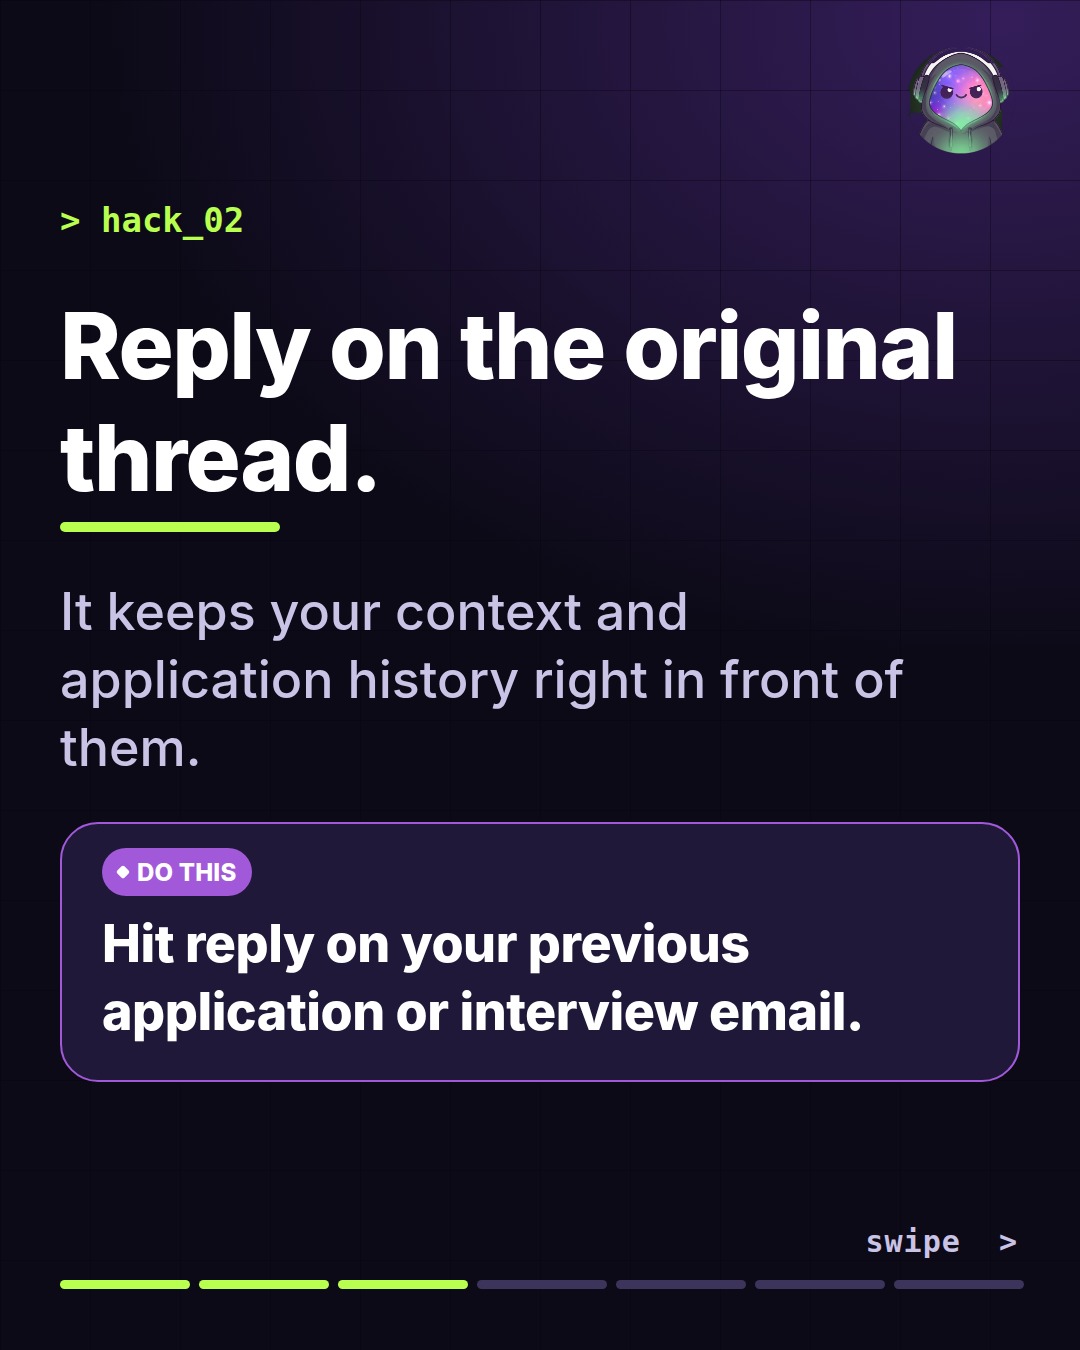 > hack_02
Reply on the original
thread.
It keeps your context and
application history right in front of
them.
DO THIS
Hit reply on your previous
application or interview email.
swipe >